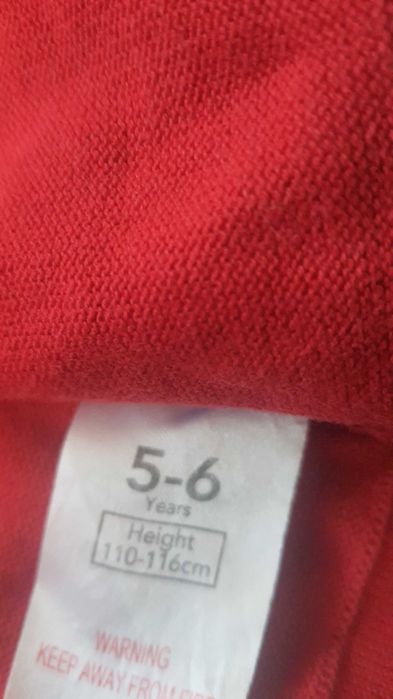 5-6
Years
Height
110-116cm
WARNING
KEEP AWAY FROM